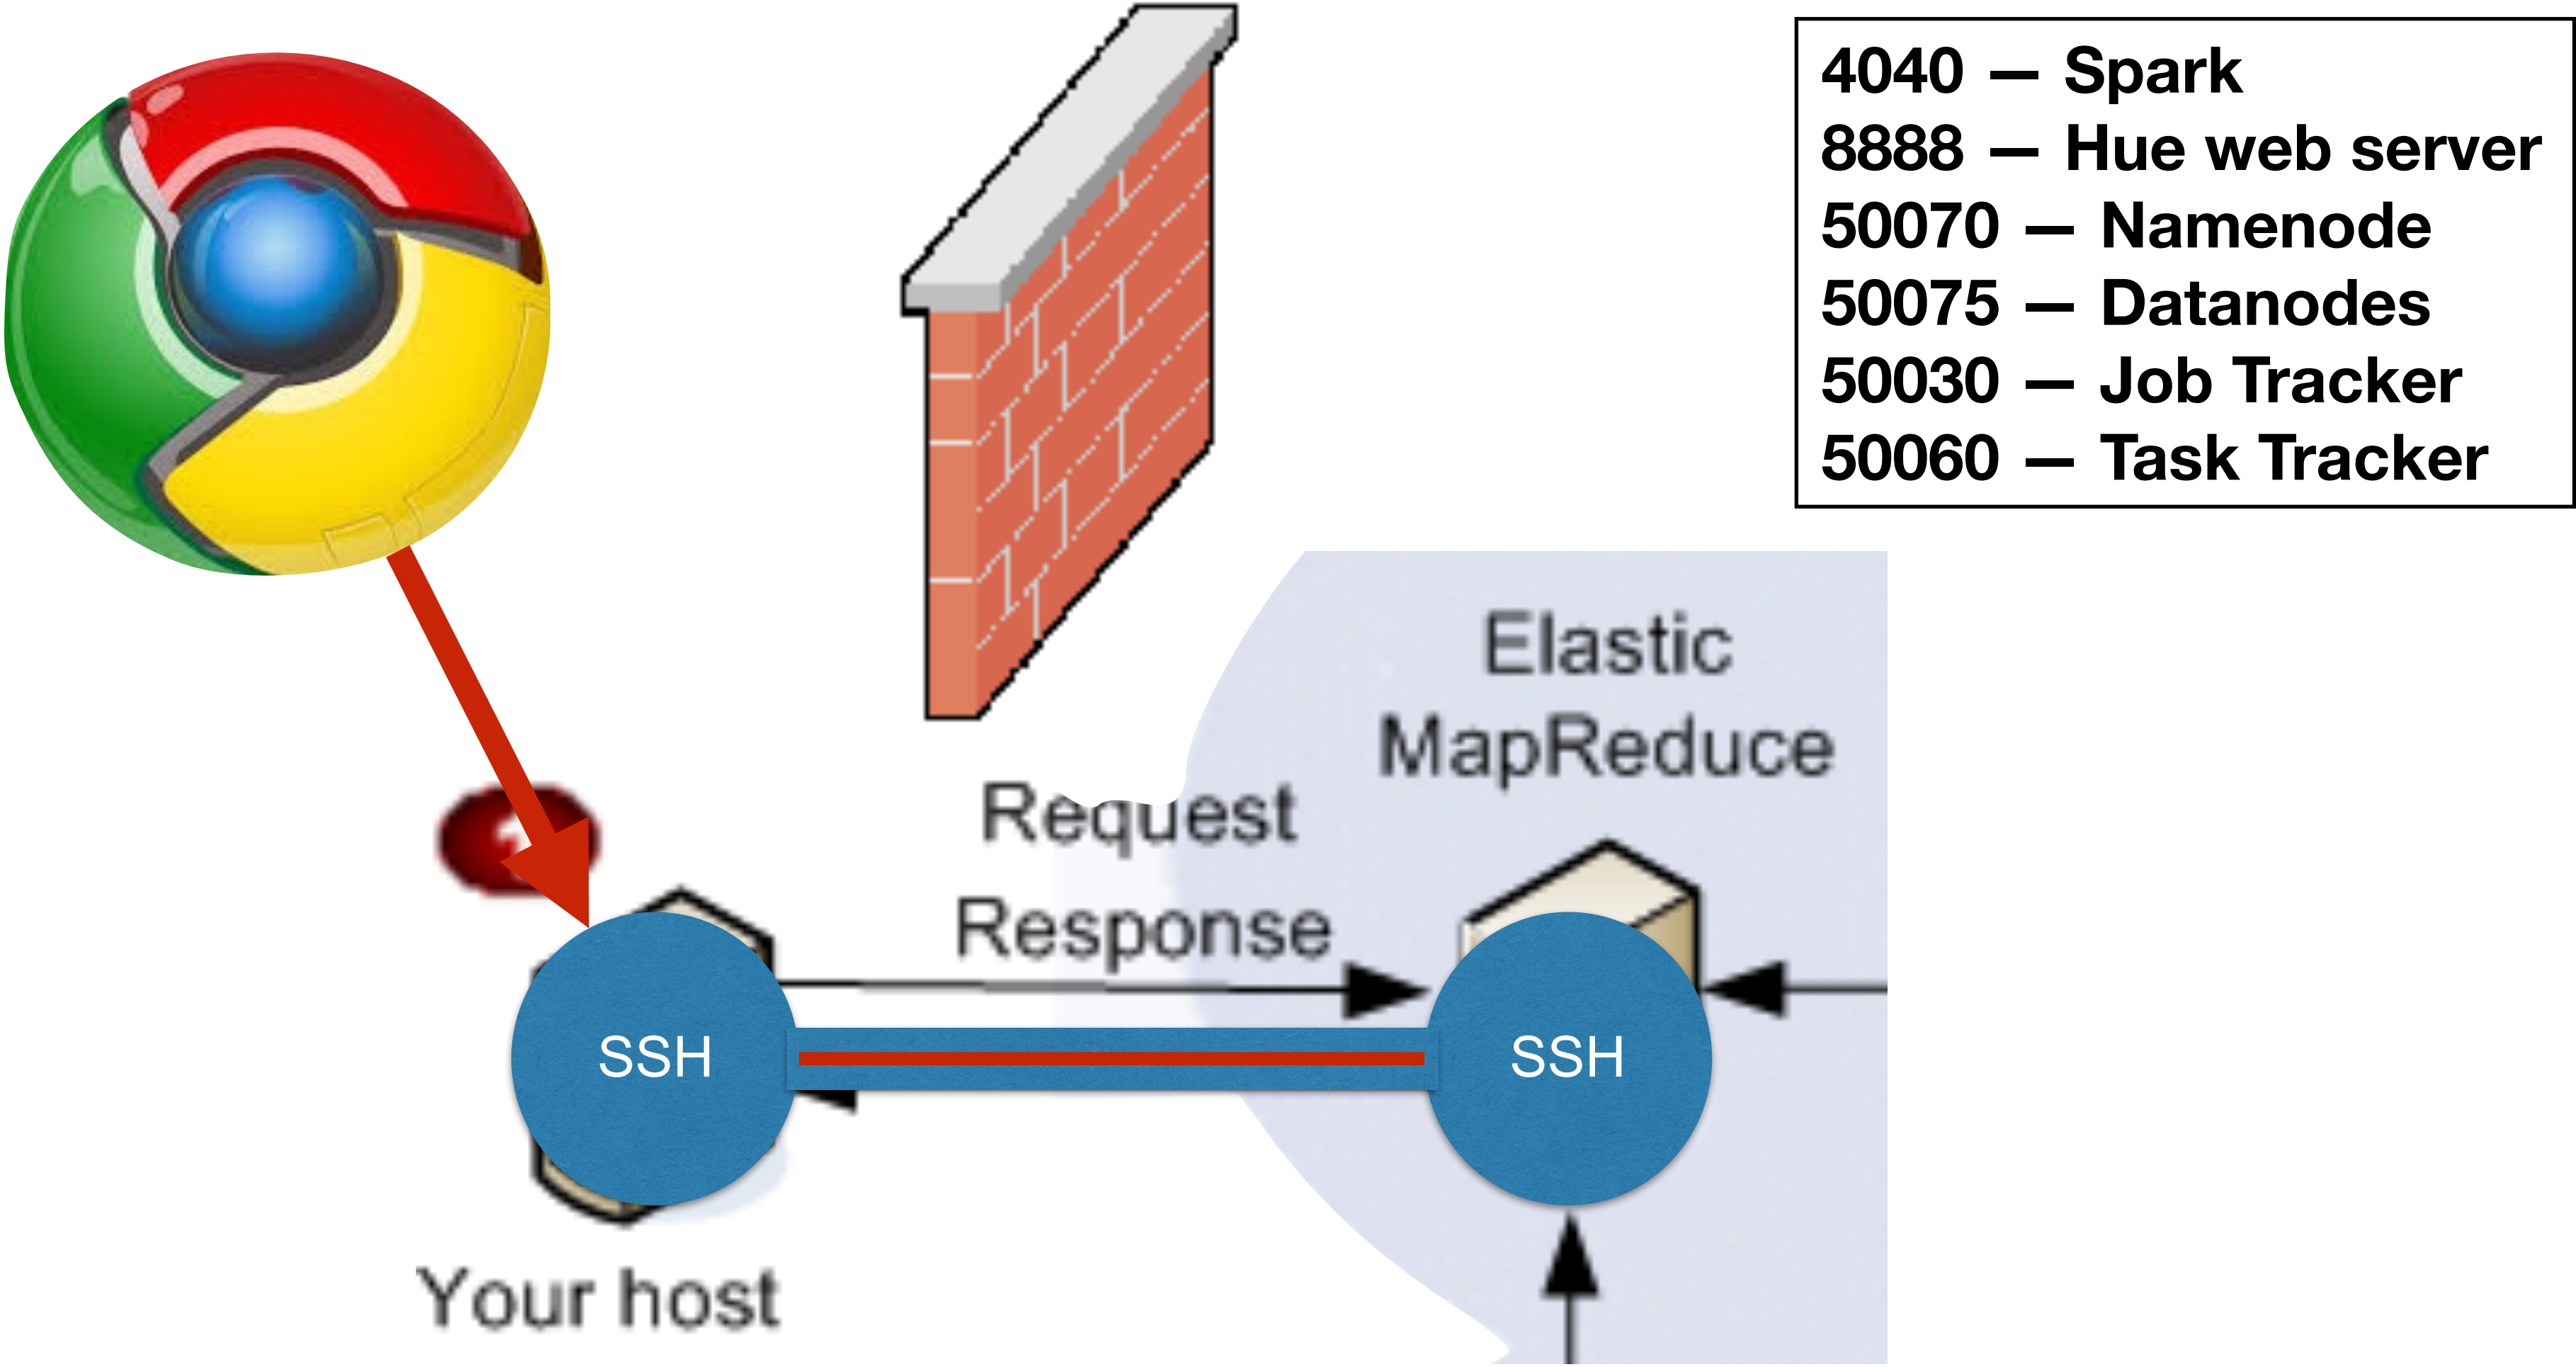 4040 — Spark
8888 — Hue web server
50070 — Namenode
50075 — Datanodes
50030 — Job Tracker
50060 — Task Tracker
Elastic
MapReduce
Request
Response
SSH
SSH
Your host